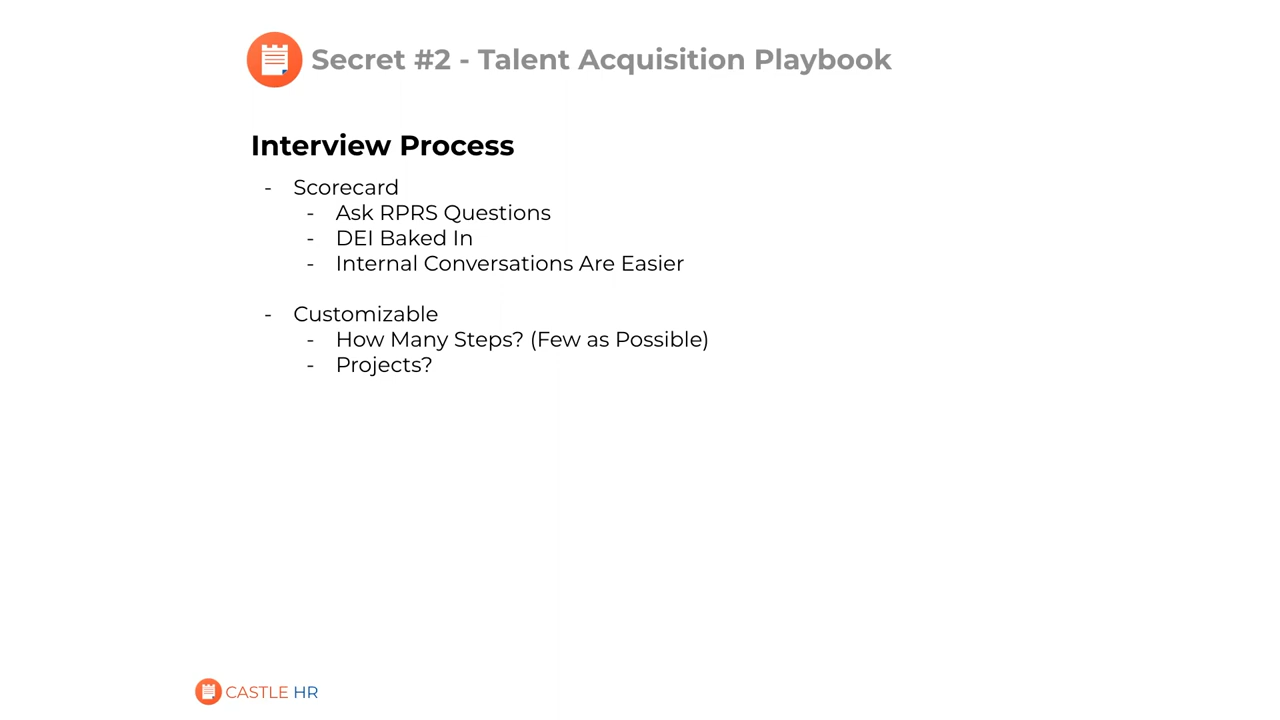 Secret #2 - Talent Acquisition Playbook
Interview Process
- Scorecard
- Ask RPRS Questions
- DEI Baked In
- Internal Conversations Are Easier
- Customizable
- How Many Steps? (Few as Possible)
- Projects?
CASTLE HR